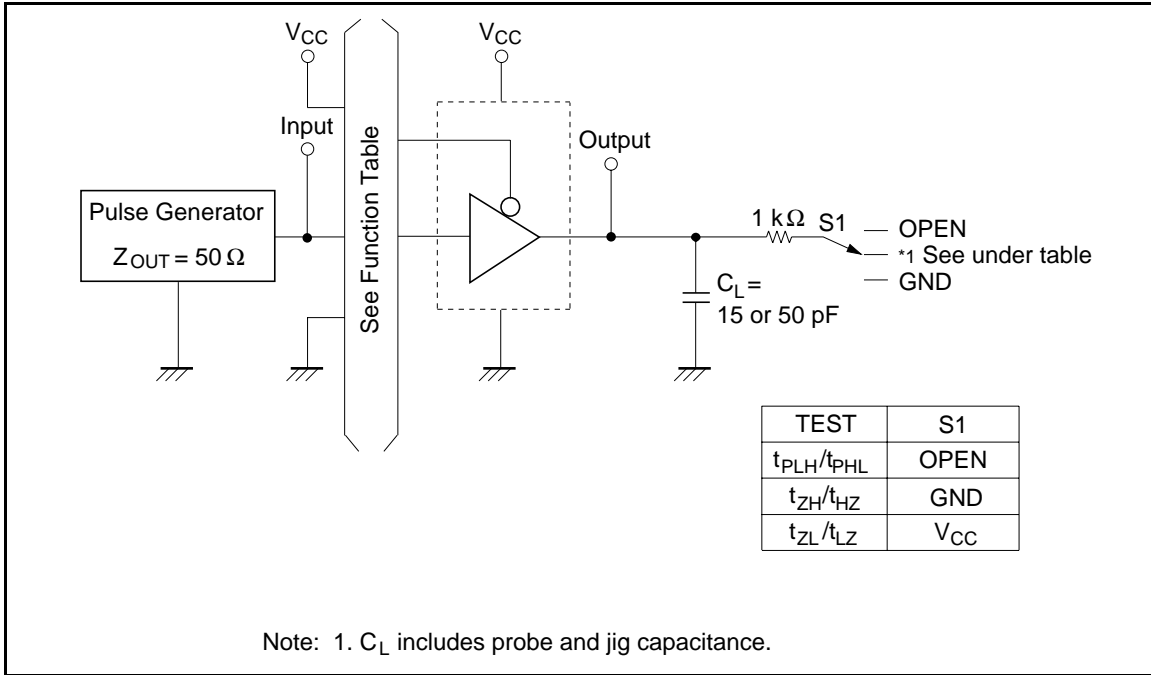 VCC
VCC
Input
See Function Table
Output
Pulse Generator
ZOUT = 50 Ω
1 kΩ S1
OPEN
*1 See under table
GND
CL =
15 or 50 pF
TEST S1
tPLH/tPHL OPEN
tZH/tHZ GND
tZL/tLZ VCC
Note: 1. CL includes probe and jig capacitance.